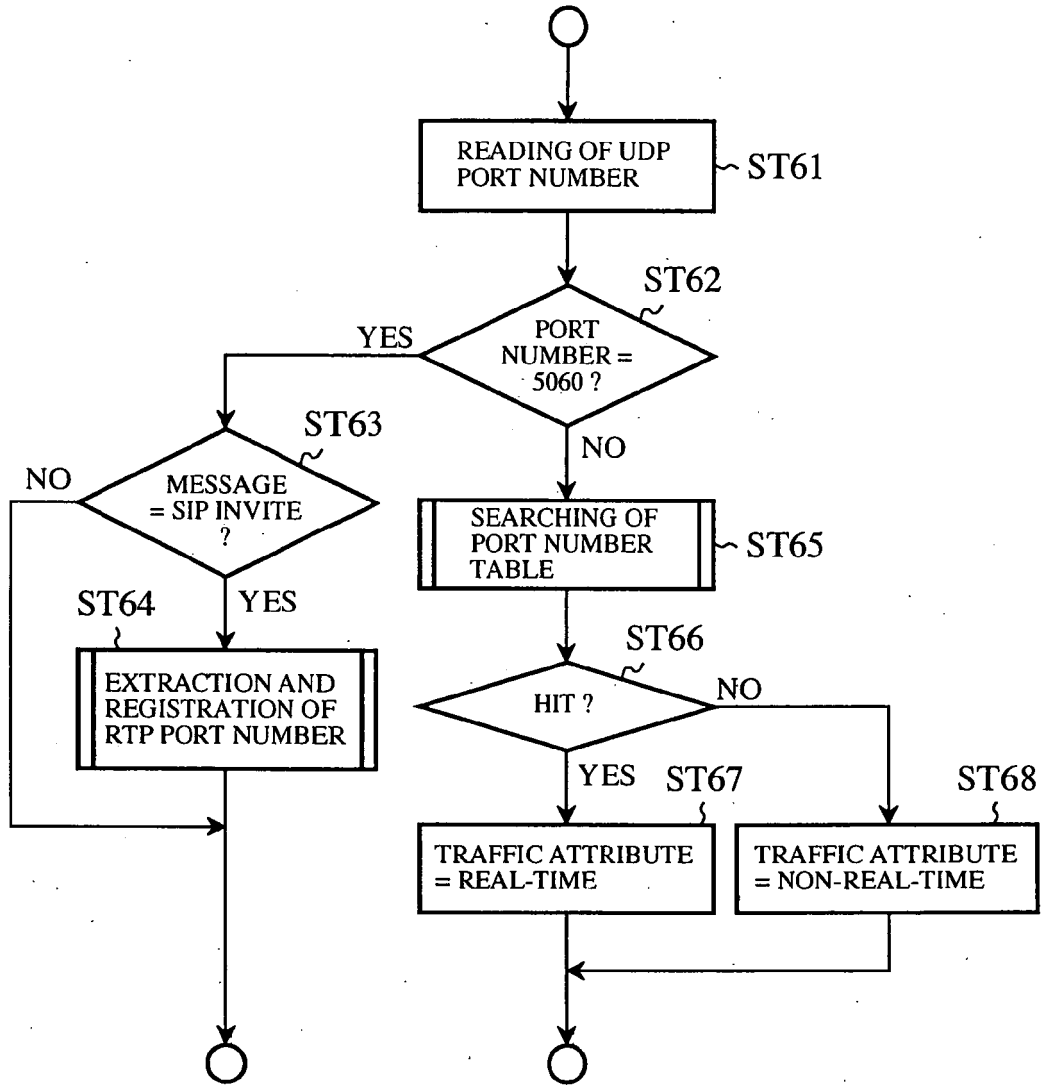 READING OF UDP
PORT NUMBER
ST61
ST62
PORT
NUMBER =
5060 ?
YES
NO
ST63
MESSAGE
= SIP INVITE
?
NO
YES
ST64
EXTRACTION AND
REGISTRATION OF
RTP PORT NUMBER
SEARCHING OF
PORT NUMBER
TABLE
ST65
ST66
HIT ?
NO
YES
ST67
TRAFFIC ATTRIBUTE
= REAL-TIME
ST68
TRAFFIC ATTRIBUTE
= NON-REAL-TIME